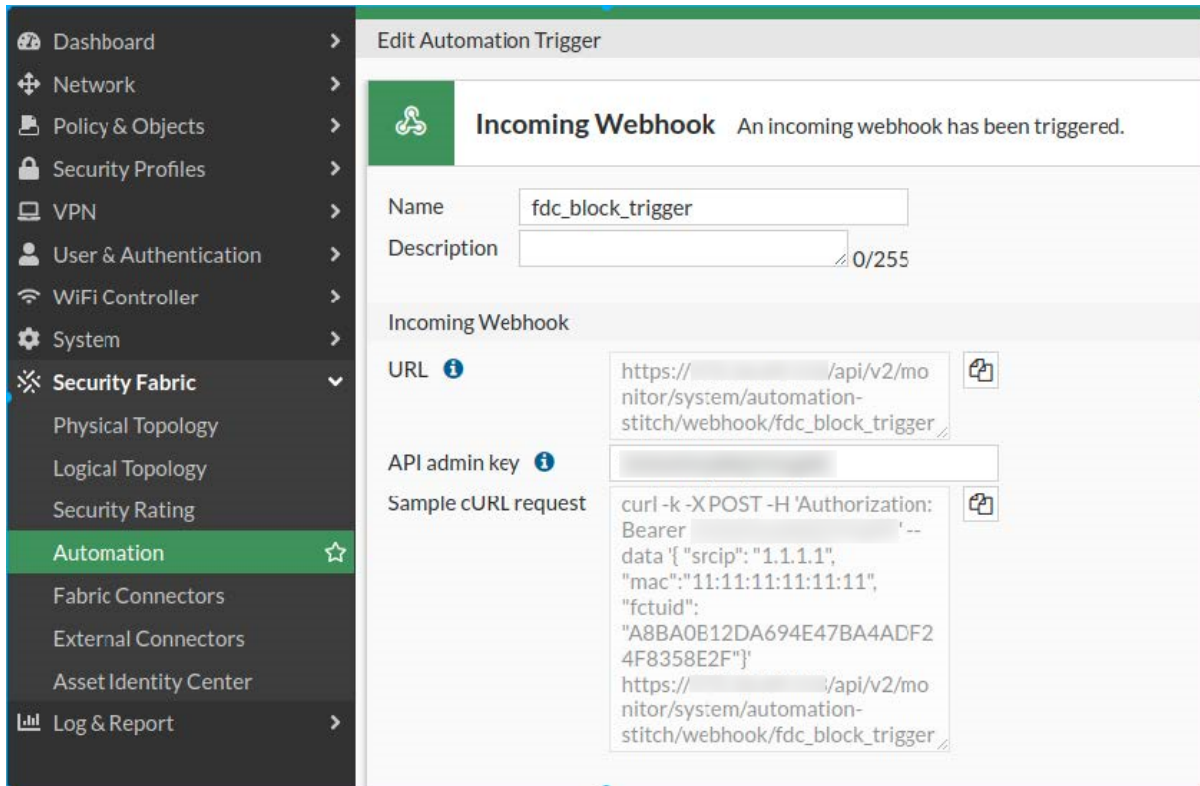 Dashboard
Network
Policy & Objects
Security Profiles
VPN
User & Authentication
WiFi Controller
System
Security Fabric
Physical Topology
Logical Topology
Security Rating
Automation
Fabric Connectors
External Connectors
Asset Identity Center
Log & Report
Edit Automation Trigger
Incoming Webhook An incoming webhook has been triggered.
Name fdc_block_trigger
Description 0/255
Incoming Webhook
URL
https:// /api/v2/mo
nitor/system/automation-
stitch/webhook/fdc_block_trigger
API admin key
Sample cURL request
curl -k -X POST -H 'Authorization:
Bearer ' --
data '{ "srcip": "1.1.1.1",
"mac":"11:11:11:11:11:11",
"fctuid":
"A8BA0B12DA694E47BA4ADF2
4F8358E2F"}'
https:// /api/v2/mo
nitor/system/automation-
stitch/webhook/fdc_block_trigger